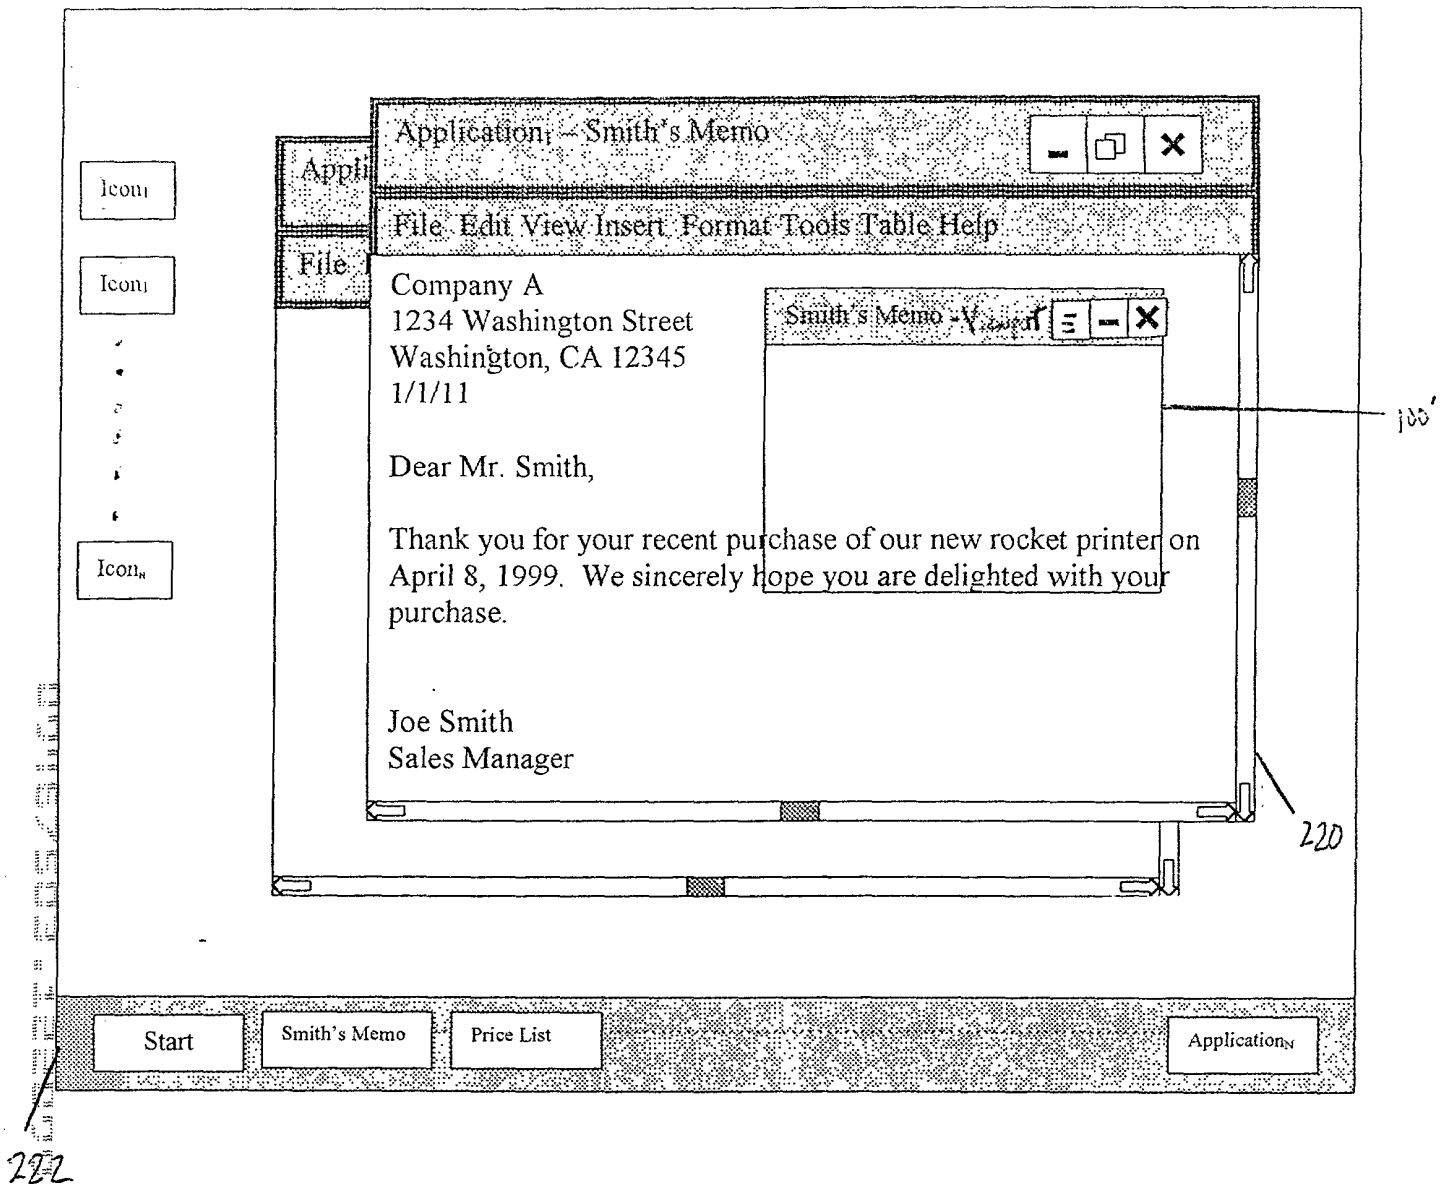 Application₁ – Smith's Memo
Appli
File Edit View Insert Format Tools Table Help
File
Icon₁
Icon₁
Iconₙ
Company A
1234 Washington Street
Washington, CA 12345
1/1/11
Smith's Memo -
100'
Dear Mr. Smith,
Thank you for your recent purchase of our new rocket printer on
April 8, 1999. We sincerely hope you are delighted with your
purchase.
Joe Smith
Sales Manager
220
Start
Smith's Memo
Price List
Applicationₙ
222